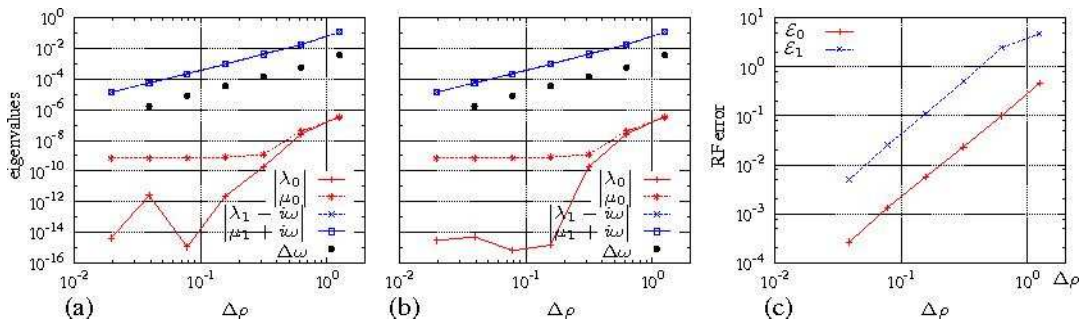 eigenvalues
10^0
10^-2
10^-4
10^-6
10^-8
10^-10
10^-12
10^-14
10^-16
|λ₀|
|μ₀|
|λ₁ − iω|
|μ₁ + iω|
Δω
10^-2
10^-1
10^0
(a)
Δρ
|λ₀|
|μ₀|
|λ₁ − iω|
|μ₁ + iω|
Δω
10^-2
10^-1
10^0
(b)
Δρ
RF error
10^1
10^0
10^-1
10^-2
10^-3
10^-4
ℰ₀
ℰ₁
10^-1
10^0
Δρ
(c)
Δρ